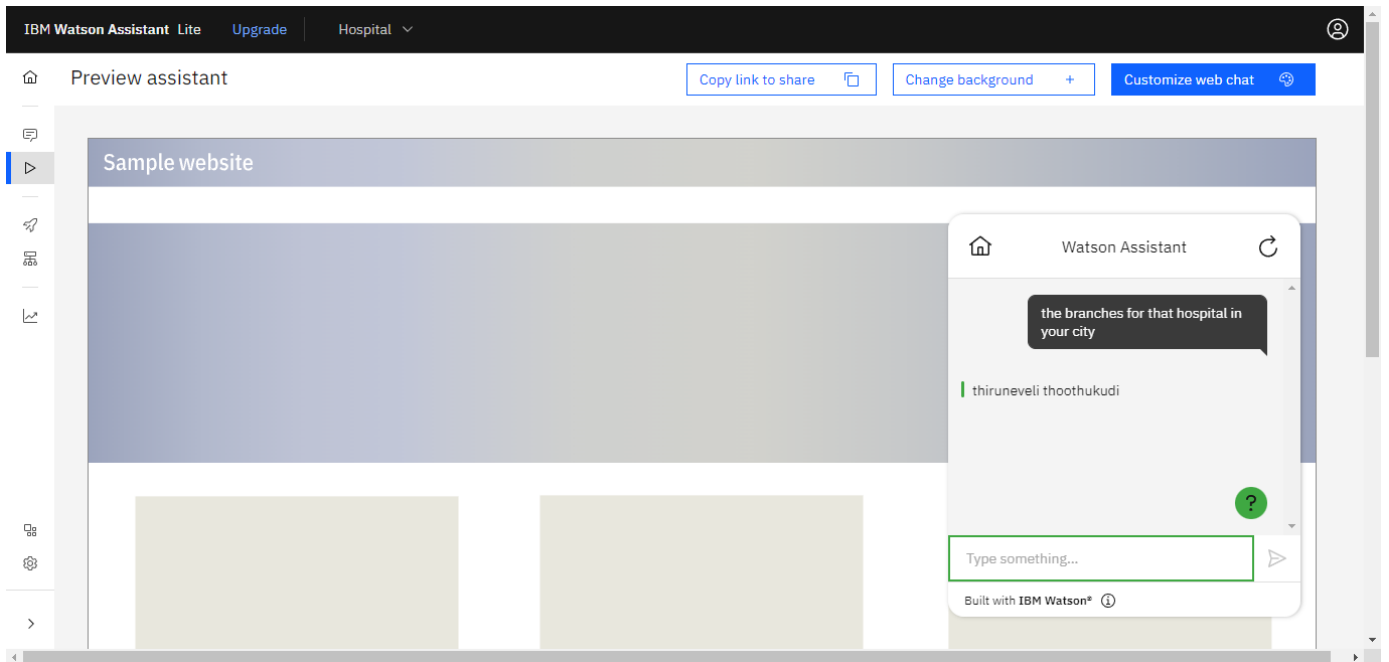 IBM Watson Assistant Lite Upgrade Hospital
Preview assistant
Copy link to share
Change background +
Customize web chat
Sample website
Watson Assistant
the branches for that hospital in
your city
thiruneveli thoothukudi
?
Type something...
Built with IBM Watson®